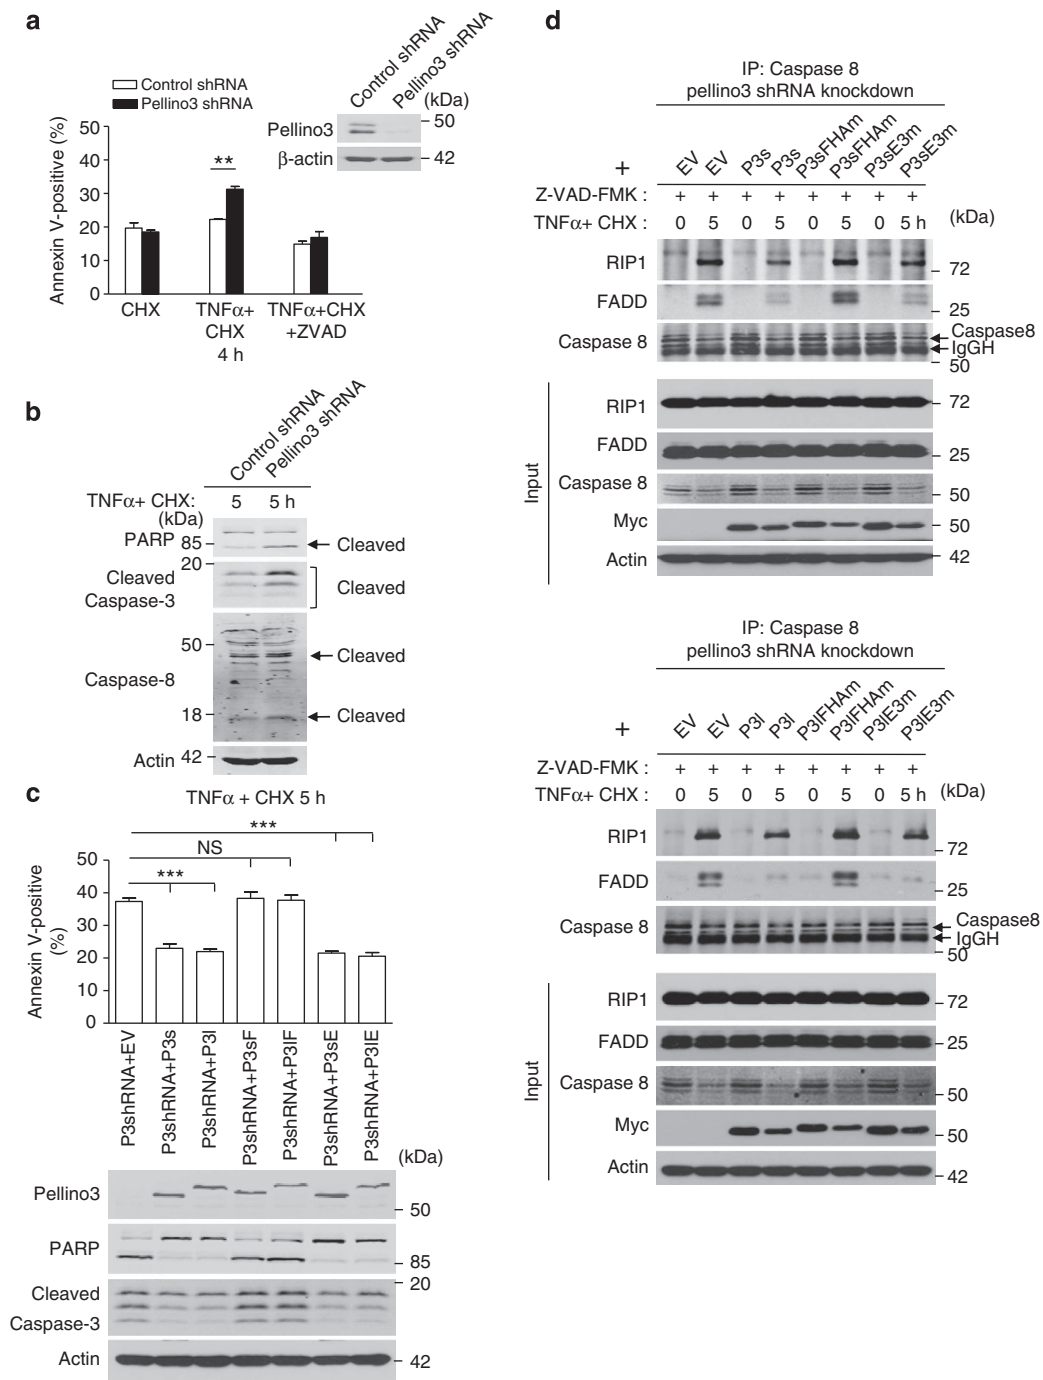 a
Control shRNA
Pellino3 shRNA
Annexin V-positive (%)
50
40
30
20
10
0
**
CHX
TNFα+
CHX
4 h
TNFα+CHX
+ZVAD
Control shRNA
Pellino3 shRNA
(kDa)
Pellino3
50
β-actin
42
b
Control shRNA
Pellino3 shRNA
TNFα+ CHX: 5 5 h
(kDa)
PARP 85 Cleaved
20
Cleaved
Caspase-3
Cleaved
50
Cleaved
Caspase-8
18
Cleaved
Actin 42
c
TNFα + CHX 5 h
***
NS
***
Annexin V-positive
(%)
50
40
30
20
10
0
P3shRNA+EV
P3shRNA+P3s
P3shRNA+P3l
P3shRNA+P3sF
P3shRNA+P3lF
P3shRNA+P3sE
P3shRNA+P3lE
(kDa)
Pellino3
50
PARP
85
20
Cleaved
Caspase-3
Actin 42
d
IP: Caspase 8
pellino3 shRNA knockdown
+ EV EV P3s P3s P3sFHAm P3sFHAm P3sE3m P3sE3m
Z-VAD-FMK : + + + + + + + +
TNFα+ CHX : 0 5 0 5 0 5 0 5 h (kDa)
RIP1
72
FADD
25
Caspase 8
Caspase8
IgGH
50
Input
RIP1 72
FADD
25
Caspase 8
50
Myc 50
Actin 42
IP: Caspase 8
pellino3 shRNA knockdown
+ EV EV P3l P3l P3lFHAm P3lFHAm P3lE3m P3lE3m
Z-VAD-FMK : + + + + + + + +
TNFα+ CHX : 0 5 0 5 0 5 0 5 h (kDa)
RIP1
72
FADD
25
Caspase 8
Caspase8
IgGH
50
Input
RIP1 72
FADD 25
Caspase 8
50
Myc
50
Actin
42